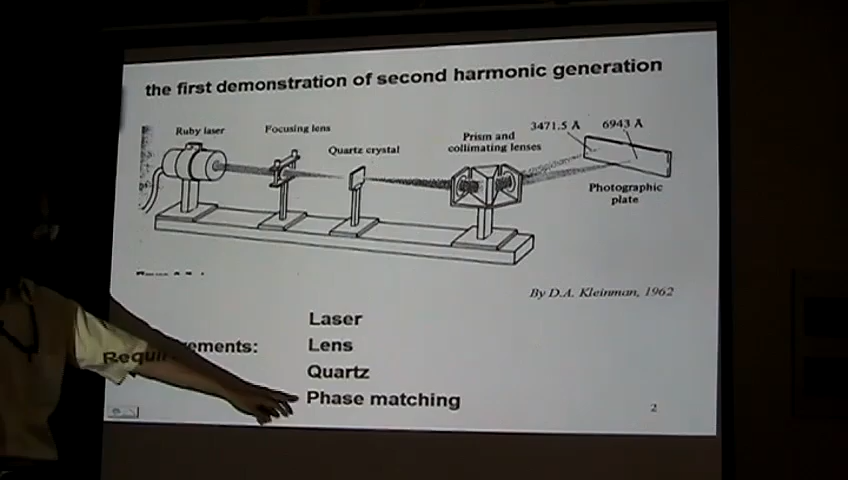 the first demonstration of second harmonic generation
3471.5 A 6943 A
Ruby laser Focusing lens
Prism and
collimating lenses
Quartz crystal
Photographic
plate
By D.A. Kleinman, 1962
Laser
Requirements: Lens
Quartz
Phase matching
2